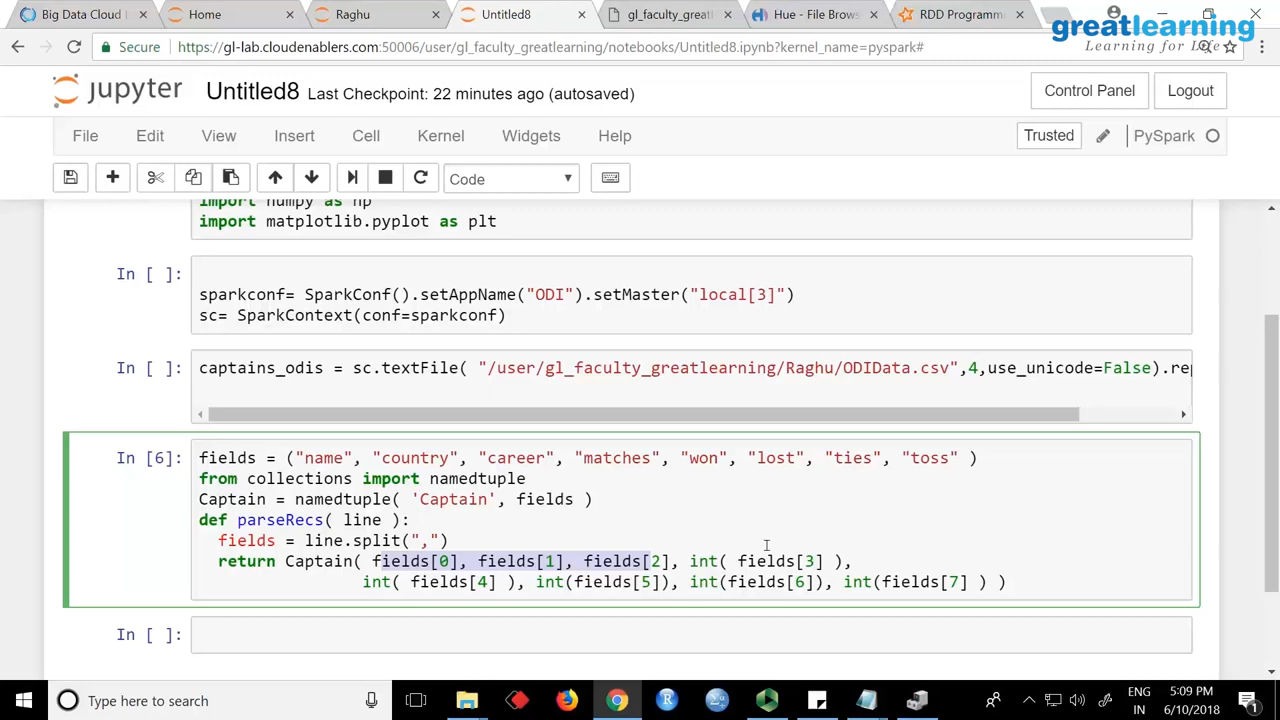 Big Data Cloud L
Home
Raghu
Untitled8
gl_faculty_greatl
Hue - File Brows
RDD Programm
greatlearning
Learning for Life
Secure
https://gl-lab.cloudenablers.com:50006/user/gl_faculty_greatlearning/notebooks/Untitled8.ipynb?kernel_name=pyspark#
jupyter Untitled8 Last Checkpoint: 22 minutes ago (autosaved)
Control Panel
Logout
File Edit View Insert Cell Kernel Widgets Help
Trusted
PySpark
Code
import numpy as np
import matplotlib.pyplot as plt
In [ ]:
sparkconf= SparkConf().setAppName("ODI").setMaster("local[3]")
sc= SparkContext(conf=sparkconf)
In [ ]: captains_odis = sc.textFile( "/user/gl_faculty_greatlearning/Raghu/ODIData.csv",4,use_unicode=False).rep
In [6]: fields = ("name", "country", "career", "matches", "won", "lost", "ties", "toss" )
from collections import namedtuple
Captain = namedtuple( 'Captain', fields )
def parseRecs( line ):
fields = line.split(",")
return Captain( fields[0], fields[1], fields[2], int( fields[3] ),
int( fields[4] ), int(fields[5]), int(fields[6]), int(fields[7] ) )
In [ ]:
Type here to search
ENG
IN
5:09 PM
6/10/2018
1